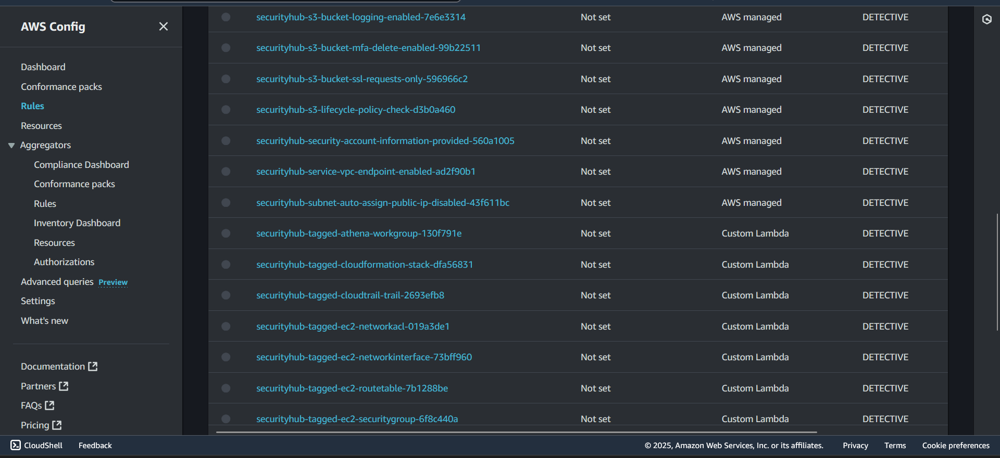 AWS Config
Dashboard
Conformance packs
Rules
Resources
Aggregators
Compliance Dashboard
Conformance packs
Rules
Inventory Dashboard
Resources
Authorizations
Advanced queries Preview
Settings
What's new
Documentation
Partners
FAQs
Pricing
securityhub-s3-bucket-logging-enabled-7e6e3314 Not set AWS managed DETECTIVE
securityhub-s3-bucket-mfa-delete-enabled-99b22511 Not set AWS managed DETECTIVE
securityhub-s3-bucket-ssl-requests-only-596966c2 Not set AWS managed DETECTIVE
securityhub-s3-lifecycle-policy-check-d3b0a460 Not set AWS managed DETECTIVE
securityhub-security-account-information-provided-560a1005 Not set AWS managed DETECTIVE
securityhub-service-vpc-endpoint-enabled-ad2f90b1 Not set AWS managed DETECTIVE
securityhub-subnet-auto-assign-public-ip-disabled-43f611bc Not set AWS managed DETECTIVE
securityhub-tagged-athena-workgroup-130f791e Not set Custom Lambda DETECTIVE
securityhub-tagged-cloudformation-stack-dfa56831 Not set Custom Lambda DETECTIVE
securityhub-tagged-cloudtrail-trail-2693efb8 Not set Custom Lambda DETECTIVE
securityhub-tagged-ec2-networkacl-019a3de1 Not set Custom Lambda DETECTIVE
securityhub-tagged-ec2-networkinterface-73bff960 Not set Custom Lambda DETECTIVE
securityhub-tagged-ec2-routetable-7b1288be Not set Custom Lambda DETECTIVE
securityhub-tagged-ec2-securitygroup-6f8c440a Not set Custom Lambda DETECTIVE
CloudShell Feedback © 2025, Amazon Web Services, Inc. or its affiliates. Privacy Terms Cookie preferences